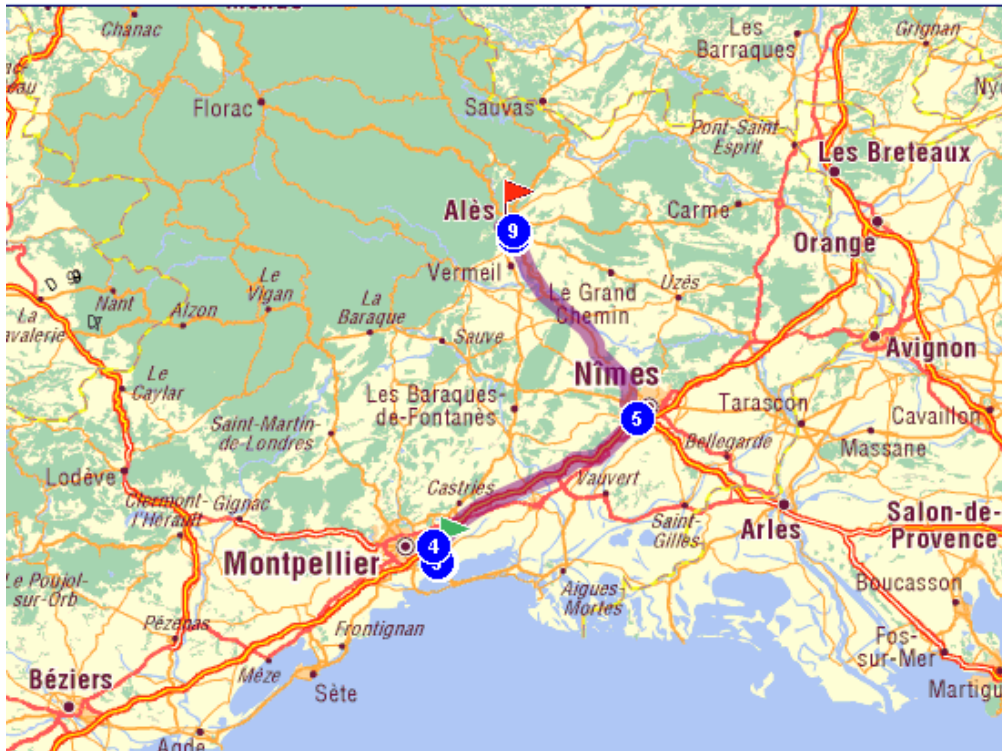 Chanac
Grignan
Les
Barraques
Florac
Sauvas
Pont-Saint-
Esprit
Les Breteaux
Alès
9
Carme
Orange
Vermeil
Le Grand
Chemin
Uzès
Nant
Alzon
Le
Vigan
La
Baraque
La
Sauve
Avignon
Nîmes
Le
Caylar
Les Baraques-
de-Fontanès
5
Tarascon
Cavaillon
Saint-Martin-
de-Londres
Bellegarde
Massane
Lodève
Castries
Vauvert
Clermont-
l'Hérault
Gignac
Saint-
Gilles
Arles
Salon-de-
Provence
4
Montpellier
Le Poujol-
sur-Orb
Aigues-
Mortes
Boucasson
Pézenas
Frontignan
Fos-
sur-Mer
Mèze
Sète
Béziers
Martigu
Agde